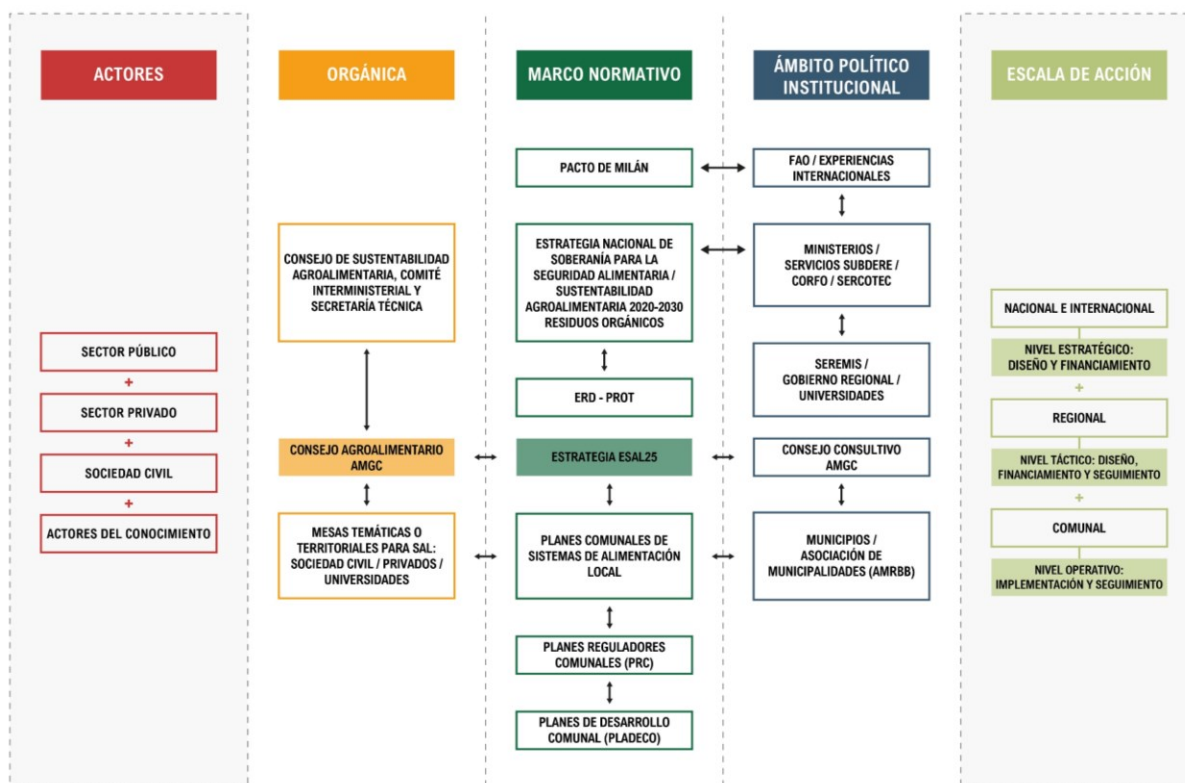 ACTORES
SECTOR PÚBLICO
+
SECTOR PRIVADO
+
SOCIEDAD CIVIL
+
ACTORES DEL CONOCIMIENTO
ORGÁNICA
CONSEJO DE SUSTENTABILIDAD
AGROALIMENTARIA, COMITÉ
INTERMINISTERIAL Y
SECRETARÍA TÉCNICA
CONSEJO AGROALIMENTARIO
AMGC
MESAS TEMÁTICAS O
TERRITORIALES PARA SAL:
SOCIEDAD CIVIL / PRIVADOS /
UNIVERSIDADES
MARCO NORMATIVO
PACTO DE MILÁN
ESTRATEGIA NACIONAL DE
SOBERANÍA PARA LA
SEGURIDAD ALIMENTARIA /
SUSTENTABILIDAD
AGROALIMENTARIA 2020-2030
RESIDUOS ORGÁNICOS
ERD - PROT
ESTRATEGIA ESAL25
PLANES COMUNALES DE
SISTEMAS DE ALIMENTACIÓN
LOCAL
PLANES REGULADORES
COMUNALES (PRC)
PLANES DE DESARROLLO
COMUNAL (PLADECO)
ÁMBITO POLÍTICO
INSTITUCIONAL
FAO / EXPERIENCIAS
INTERNACIONALES
MINISTERIOS /
SERVICIOS SUBDERE /
CORFO / SERCOTEC
SEREMIS /
GOBIERNO REGIONAL /
UNIVERSIDADES
CONSEJO CONSULTIVO
AMGC
MUNICIPIOS /
ASOCIACIÓN DE
MUNICIPALIDADES (AMRBB)
ESCALA DE ACCIÓN
NACIONAL E INTERNACIONAL
NIVEL ESTRATÉGICO:
DISEÑO Y FINANCIAMIENTO
+
REGIONAL
NIVEL TÁCTICO: DISEÑO,
FINANCIAMIENTO Y SEGUIMIENTO
+
COMUNAL
NIVEL OPERATIVO:
IMPLEMENTACIÓN Y SEGUIMIENTO